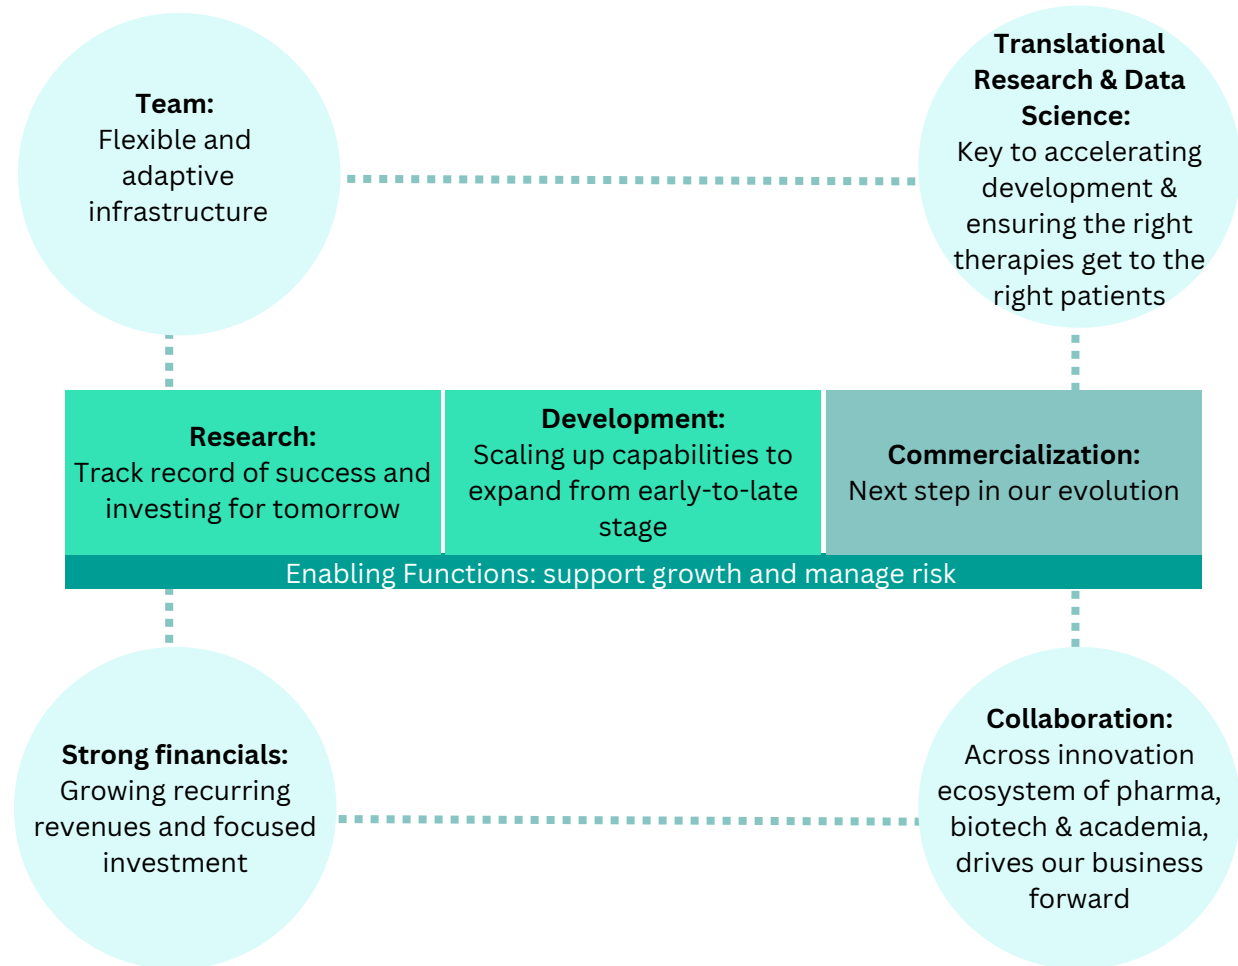 Team:
Flexible and
adaptive
infrastructure
Translational
Research & Data
Science:
Key to accelerating
development &
ensuring the right
therapies get to the
right patients
Research:
Track record of success and
investing for tomorrow
Development:
Scaling up capabilities to
expand from early-to-late
stage
Commercialization:
Next step in our evolution
Enabling Functions: support growth and manage risk
Strong financials:
Growing recurring
revenues and focused
investment
Collaboration:
Across innovation
ecosystem of pharma,
biotech & academia,
drives our business
forward